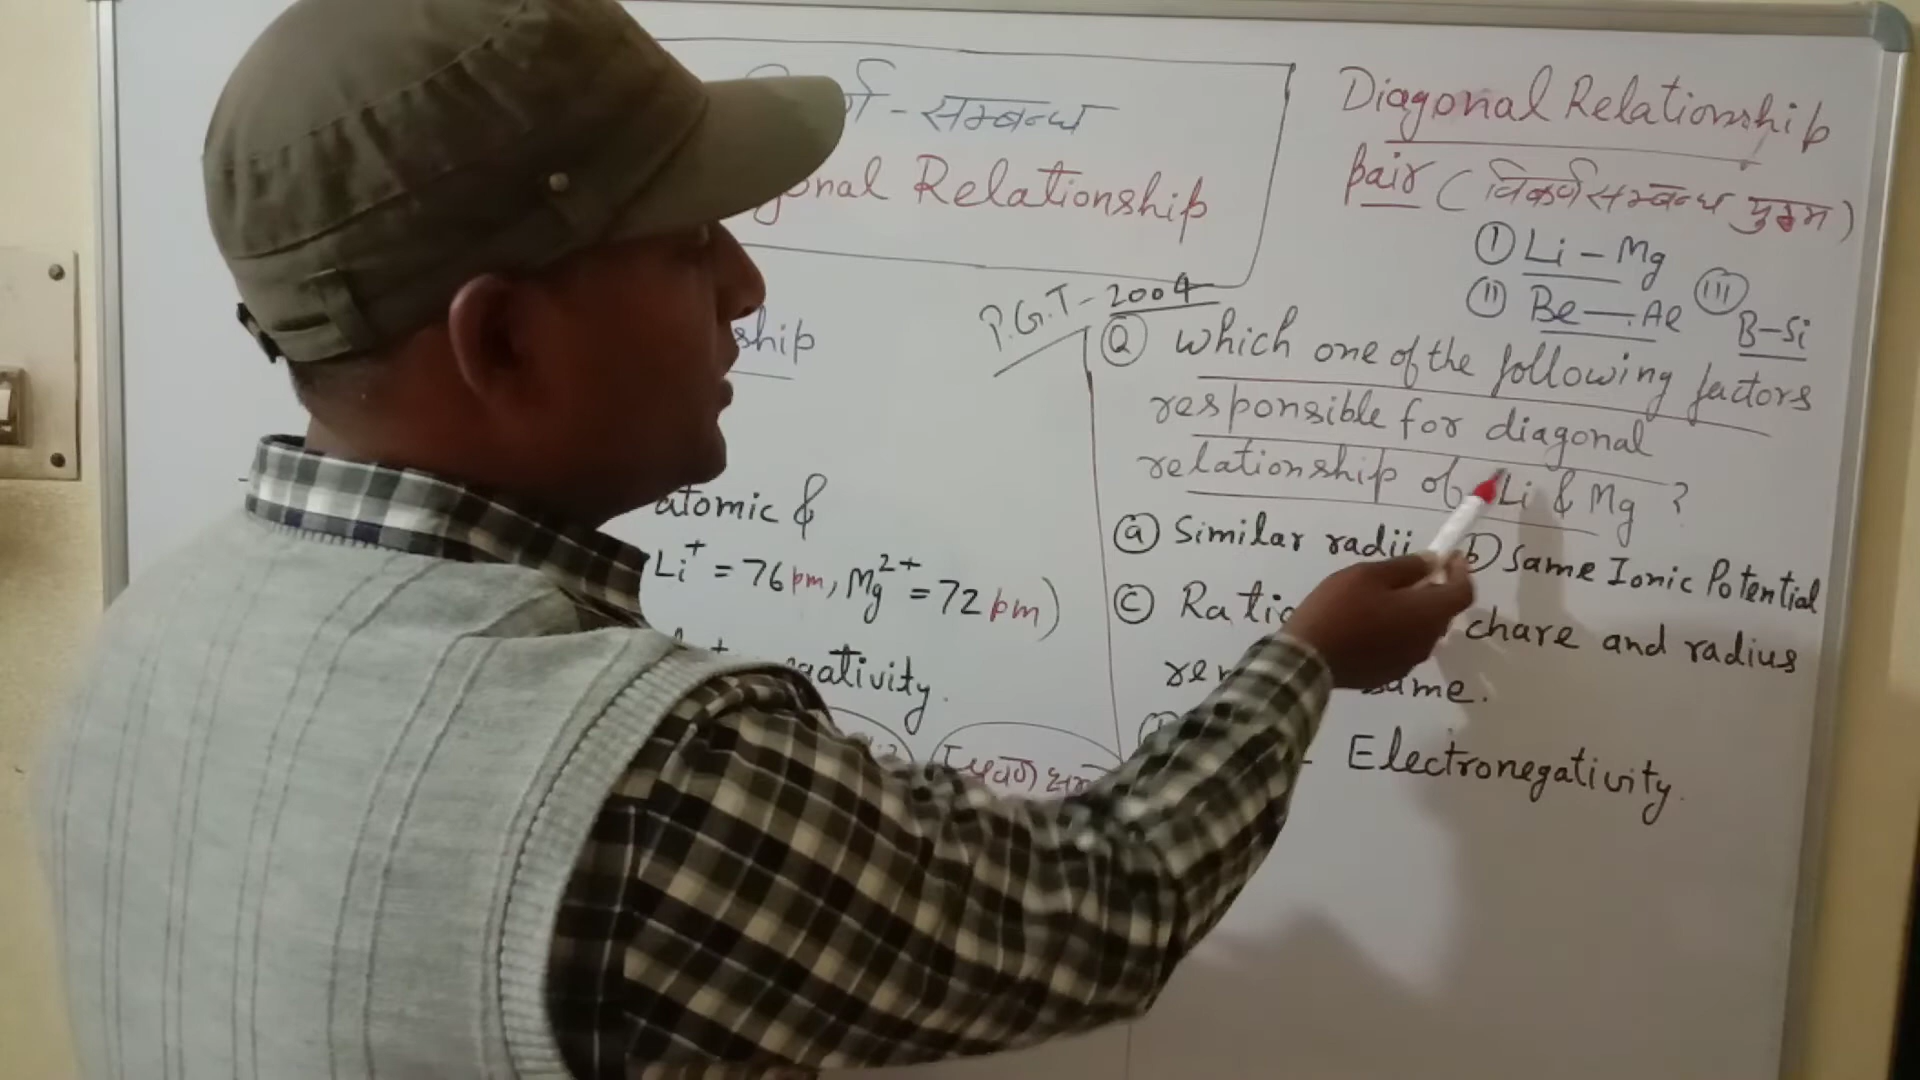 - सम्बन्ध
onal Relationship
ship
atomic &
Li+ = 76 pm, Mg2+ = 72 pm)
gativity.
Diagonal Relationship
pair (विकर्ण सम्बन्ध युग्म)
(I) Li - Mg
(II) Be — Al
(III) B-Si
P.G.T - 2004
(Q) Which one of the following factors
responsible for diagonal
relationship of Li & Mg ?
(a) Similar radii (b) Same Ionic Potential
(c) chare and radius
same.
Electronegativity.